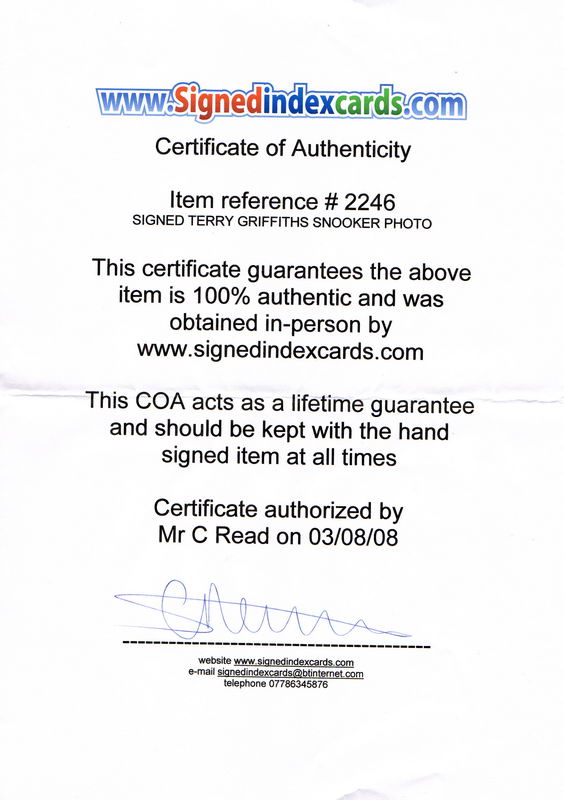 www.Signedindexcards.com
Certificate of Authenticity
Item reference # 2246
SIGNED TERRY GRIFFITHS SNOOKER PHOTO
This certificate guarantees the above
item is 100% authentic and was
obtained in-person by
www.signedindexcards.com
This COA acts as a lifetime guarantee
and should be kept with the hand
signed item at all times
Certificate authorized by
Mr C Read on 03/08/08
website www.signedindexcards.com
e-mail signedindexcards@btinternet.com
telephone 07786345876